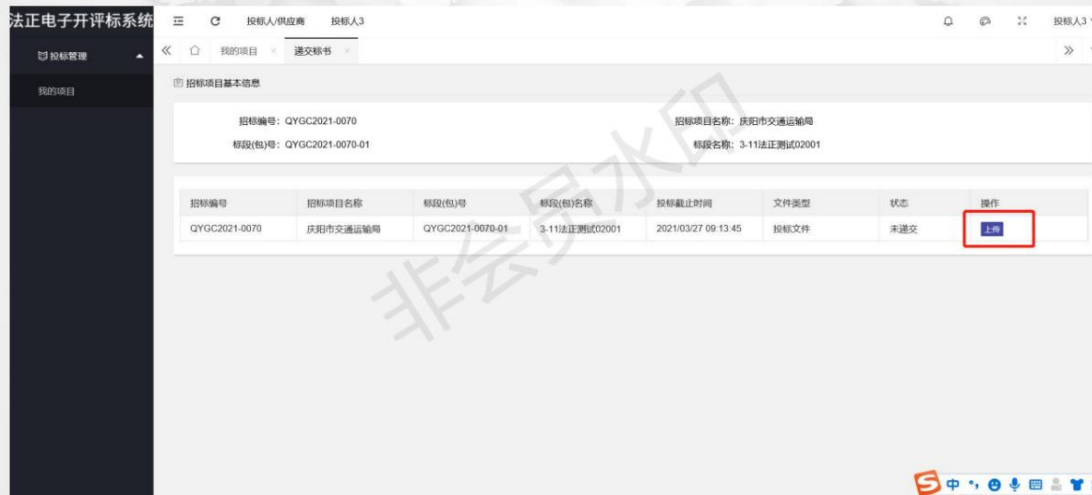 法正电子开评标系统
投标人/供应商 投标人3
投标人3
投标管理
我的项目
我的项目 × 递交标书 ×
招标项目基本信息
招标编号：QYGC2021-0070
招标项目名称：庆阳市交通运输局
标段(包)号：QYGC2021-0070-01
标段名称：3-11法正测试02001
招标编号 招标项目名称 标段(包)号 标段(包)名称 投标截止时间 文件类型 状态 操作
QYGC2021-0070 庆阳市交通运输局 QYGC2021-0070-01 3-11法正测试02001 2021/03/27 09:13:45 投标文件 未递交 上传
非会员水印
S 中